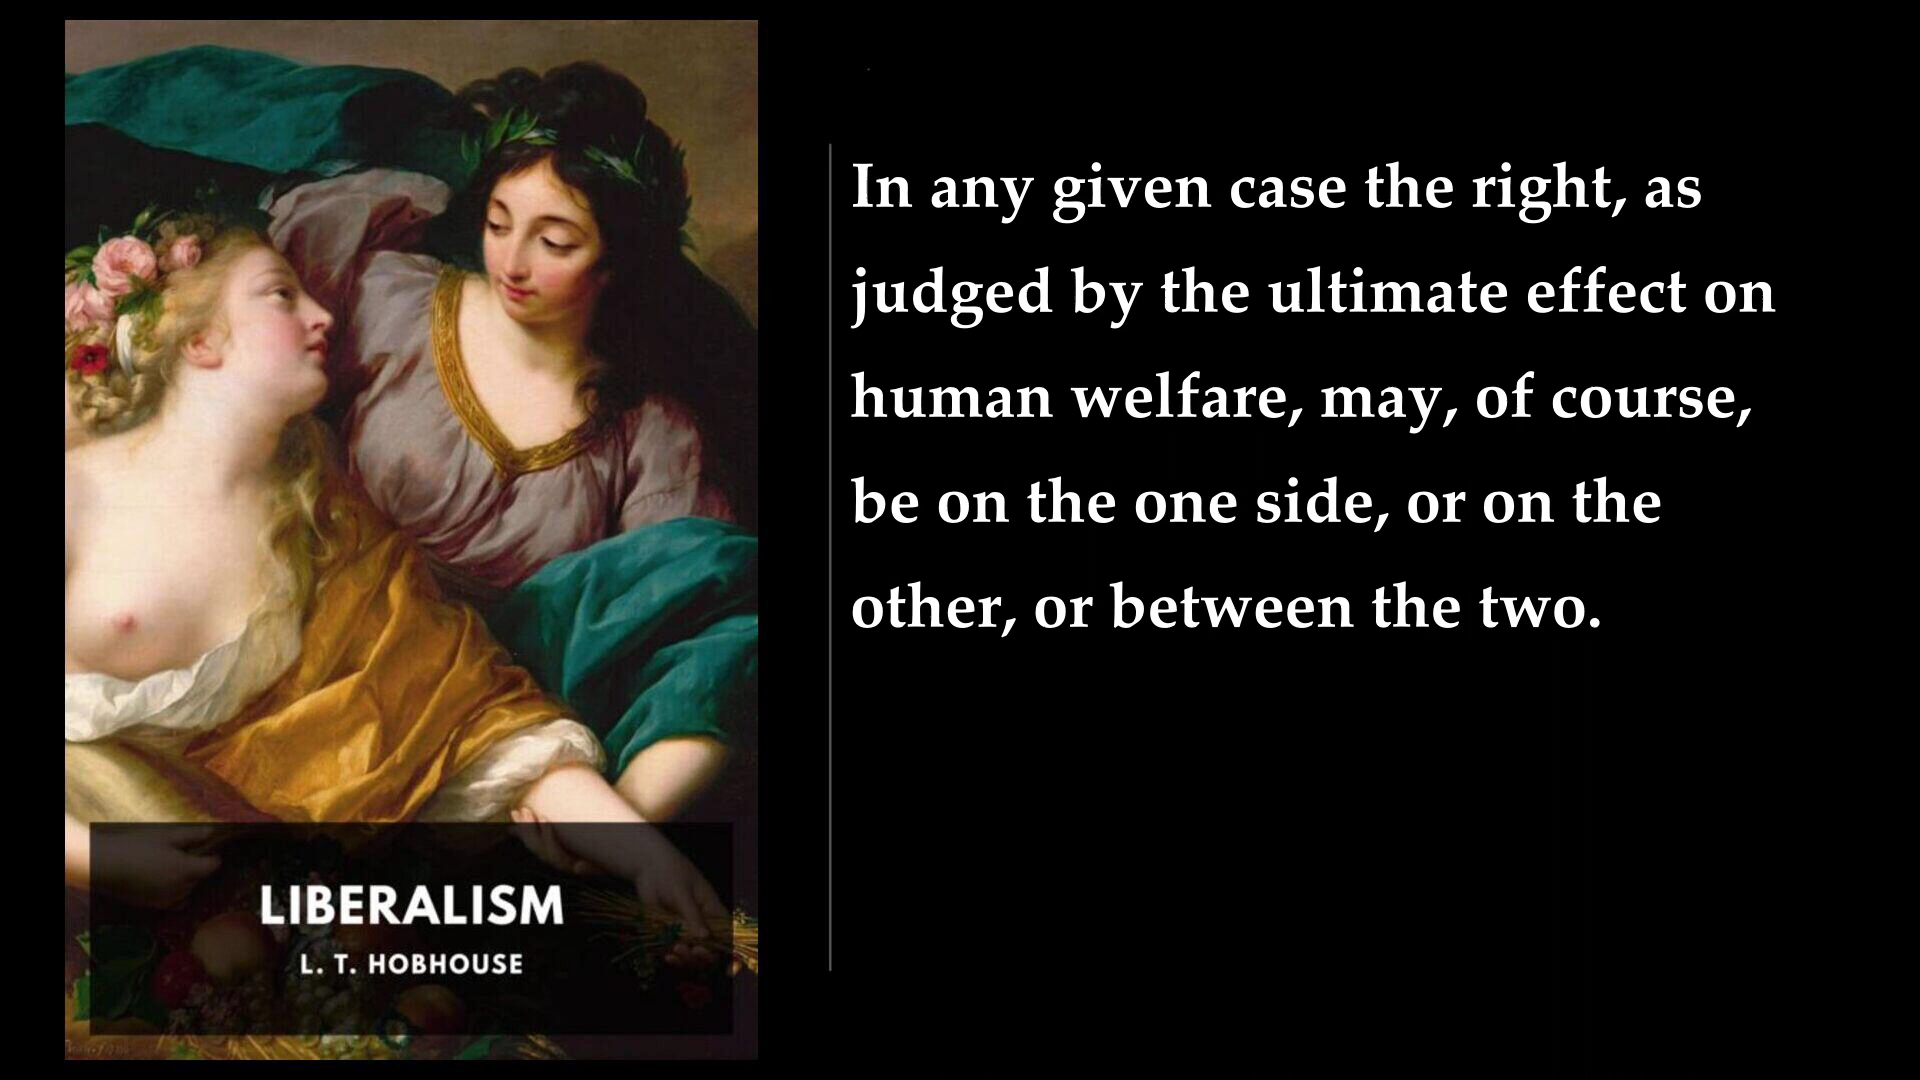 In any given case the right, as
judged by the ultimate effect on
human welfare, may, of course,
be on the one side, or on the
other, or between the two.
LIBERALISM
L. T. HOBHOUSE